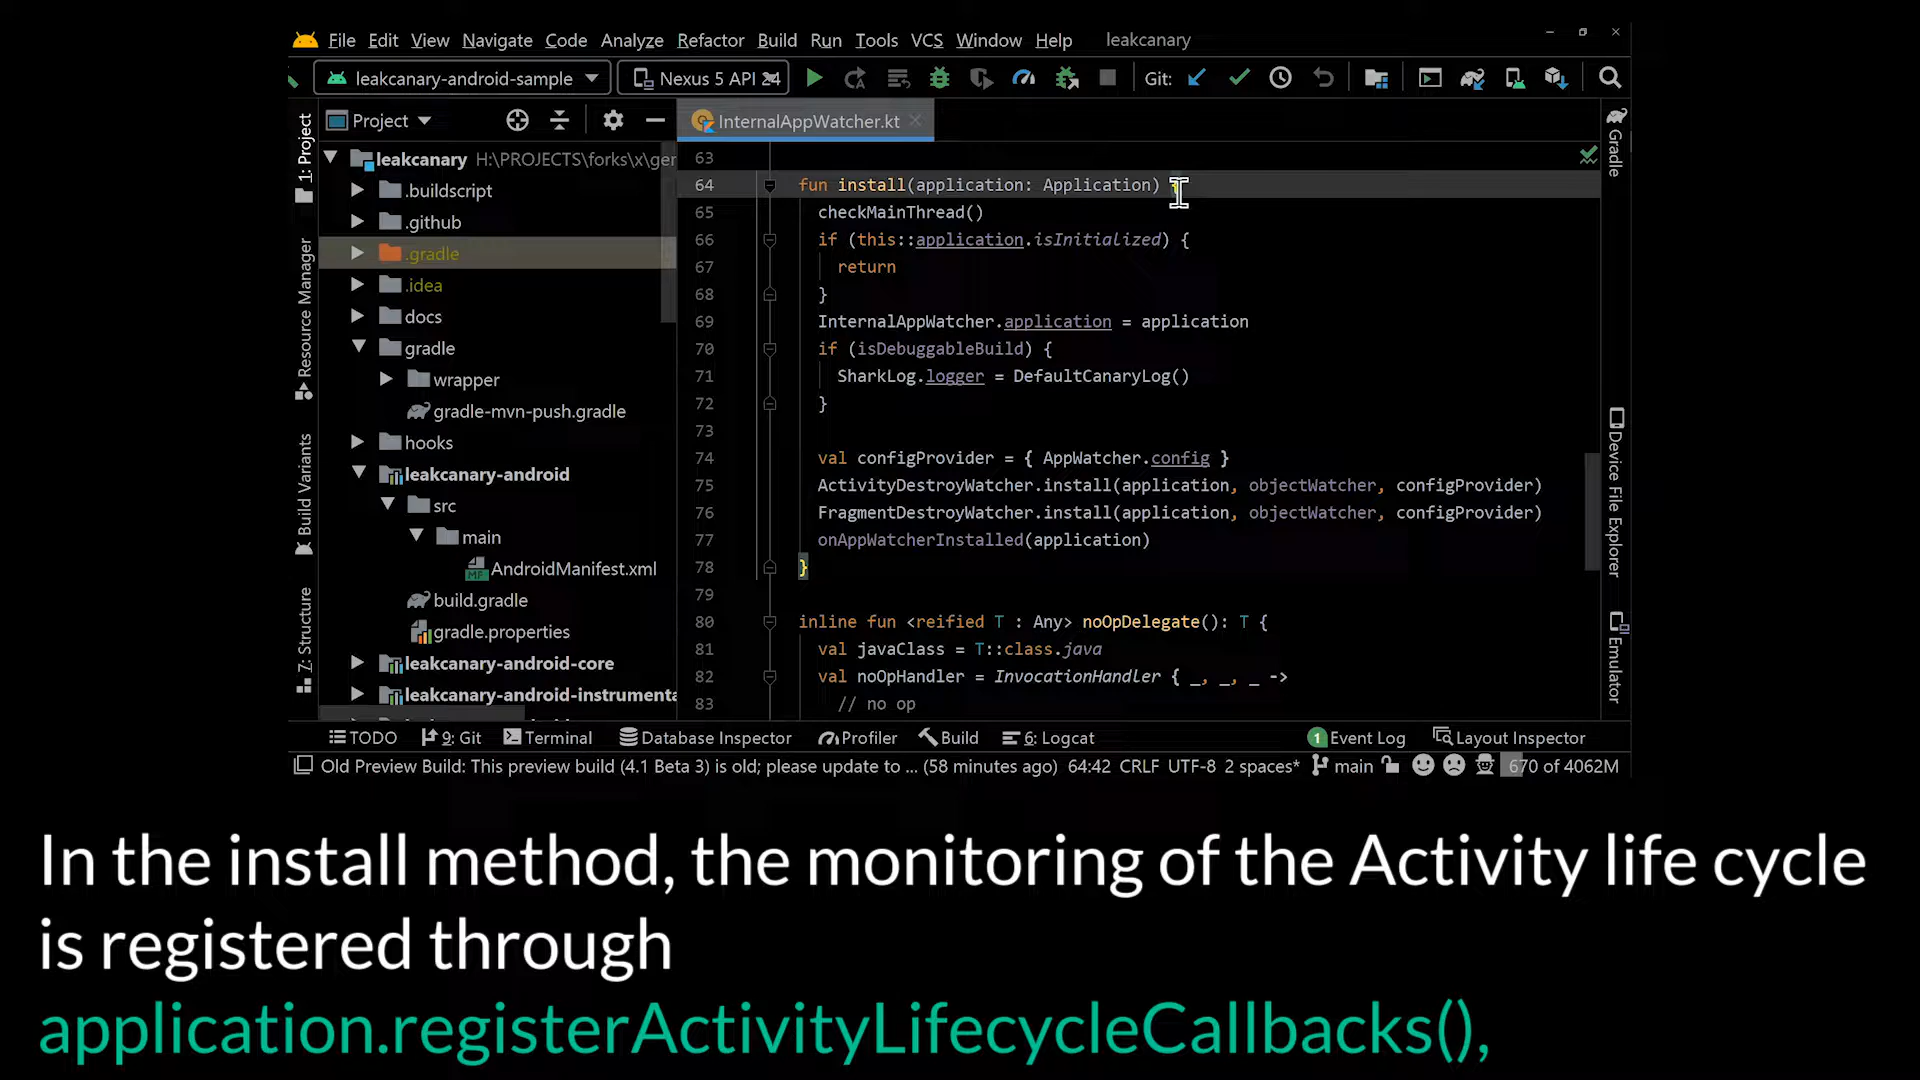 File Edit View Navigate Code Analyze Refactor Build Run Tools VCS Window Help leakcanary
leakcanary-android-sample Nexus 5 API 24 Git:
1: Project
Resource Manager
Build Variants
Z: Structure
Project
leakcanary H:\PROJECTS\forks\x\ger
.buildscript
.github
.gradle
.idea
docs
gradle
wrapper
gradle-mvn-push.gradle
hooks
leakcanary-android
src
main
AndroidManifest.xml
build.gradle
gradle.properties
leakcanary-android-core
leakcanary-android-instrumenta
InternalAppWatcher.kt
63
64 fun install(application: Application) {
65 checkMainThread()
66 if (this::application.isInitialized) {
67 return
68 }
69 InternalAppWatcher.application = application
70 if (isDebuggableBuild) {
71 SharkLog.logger = DefaultCanaryLog()
72 }
73
74 val configProvider = { AppWatcher.config }
75 ActivityDestroyWatcher.install(application, objectWatcher, configProvider)
76 FragmentDestroyWatcher.install(application, objectWatcher, configProvider)
77 onAppWatcherInstalled(application)
78 }
79
80 inline fun <reified T : Any> noOpDelegate(): T {
81 val javaClass = T::class.java
82 val noOpHandler = InvocationHandler { _, _, _ ->
83 // no op
Gradle
Device File Explorer
Emulator
TODO 9: Git Terminal Database Inspector Profiler Build 6: Logcat 1 Event Log Layout Inspector
Old Preview Build: This preview build (4.1 Beta 3) is old; please update to ... (58 minutes ago) 64:42 CRLF UTF-8 2 spaces* main 670 of 4062M
In the install method, the monitoring of the Activity life cycle
is registered through
application.registerActivityLifecycleCallbacks(),